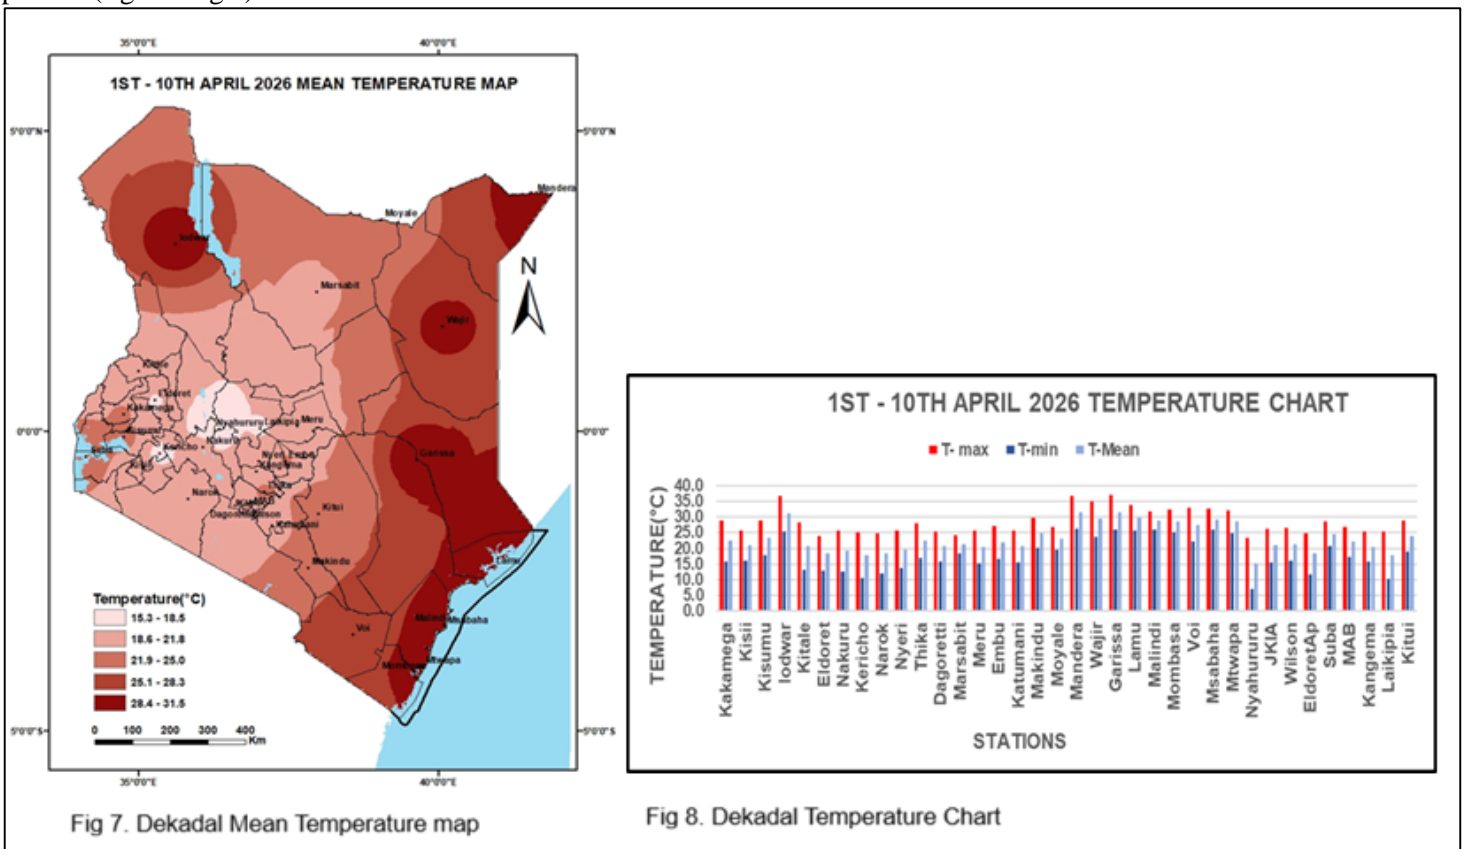 35°0'0"E 40°0'0"E
1ST - 10TH APRIL 2026 MEAN TEMPERATURE MAP
5°0'0"N 5°0'0"N
Mandera
Moyale
lodwar
N
Marsabit
Wajir
Kitale
Eldoret
Kakamega
Nyahururu Laikipia Meru
0°0'0" 0°0'0"
Kisumu
Nakuru
Kericho
Suba
Garissa
Nyeri Embu
Kangema
Kisii
Thika
Narok
Kitui
Dagoretti Wilson
Katumani
Makindu
Lamu
Malindi Msabaha
Voi
Mtwapa
Mombasa
Temperature(°C)
15.3 - 18.5
18.6 - 21.8
21.9 - 25.0
25.1 - 28.3
28.4 - 31.5
0 100 200 300 400
Km
5°0'0"S 5°0'0"S
35°0'0"E 40°0'0"E
Fig 7. Dekadal Mean Temperature map
1ST - 10TH APRIL 2026 TEMPERATURE CHART
T- max T-min T-Mean
TEMPERATURE(°C)
40.0
35.0
30.0
25.0
20.0
15.0
10.0
5.0
0.0
Kakamega
Kisii
Kisumu
lodwar
Kitale
Eldoret
Nakuru
Kericho
Narok
Nyeri
Thika
Dagoretti
Marsabit
Meru
Embu
Katumani
Makindu
Moyale
Mandera
Wajir
Garissa
Lamu
Malindi
Mombasa
Voi
Msabaha
Mtwapa
Nyahururu
JKIA
Wilson
EldoretAp
Suba
MAB
Kangema
Laikipia
Kitui
STATIONS
Fig 8. Dekadal Temperature Chart